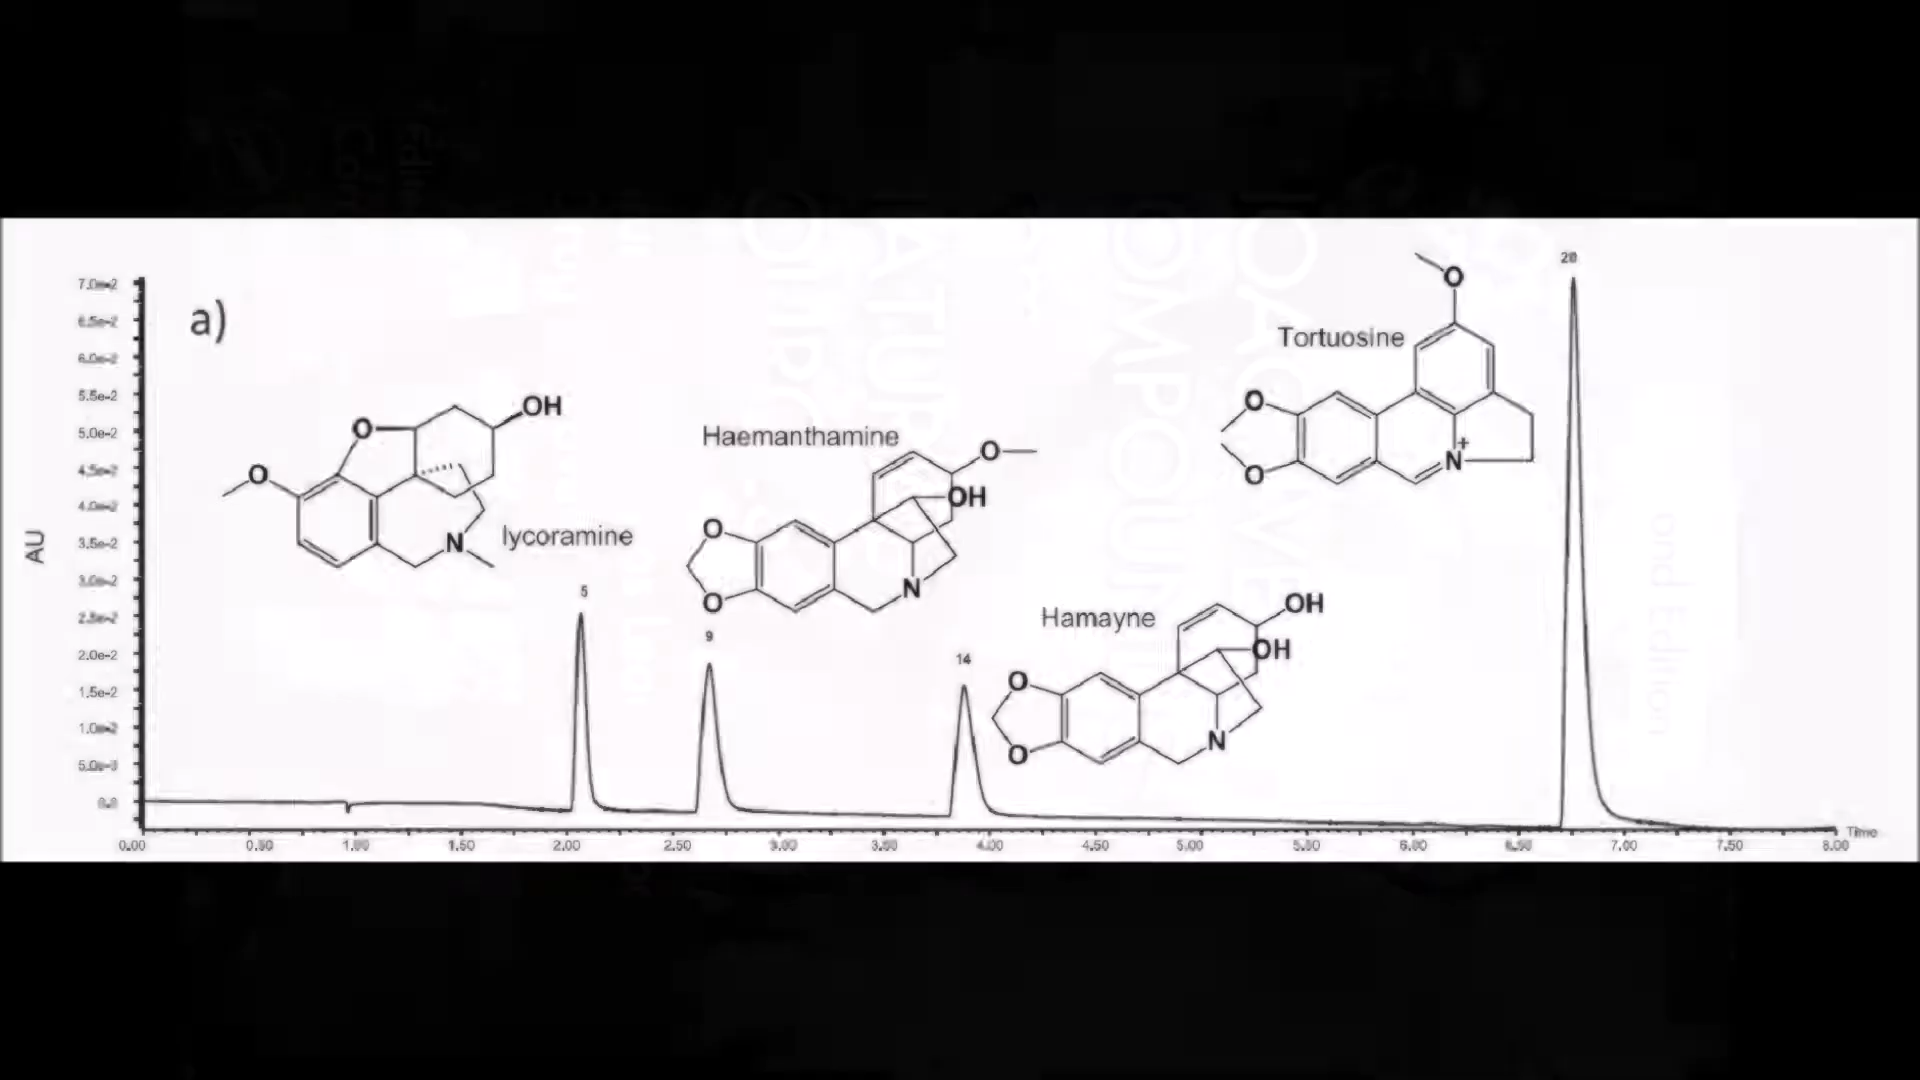 a)
AU
7.0e-2
6.5e-2
6.0e-2
5.5e-2
5.0e-2
4.5e-2
4.0e-2
3.5e-2
3.0e-2
2.5e-2
2.0e-2
1.5e-2
1.0e-2
5.0e-3
0.0
O
OH
O
N
lycoramine
5
Haemanthamine
O
OH
O
O
N
9
14
Hamayne
OH
OH
O
O
N
Tortuosine
O
O
O
+
N
20
0.00 0.50 1.00 1.50 2.00 2.50 3.00 3.50 4.00 4.50 5.00 5.50 6.00 6.50 7.00 7.50 8.00
Time